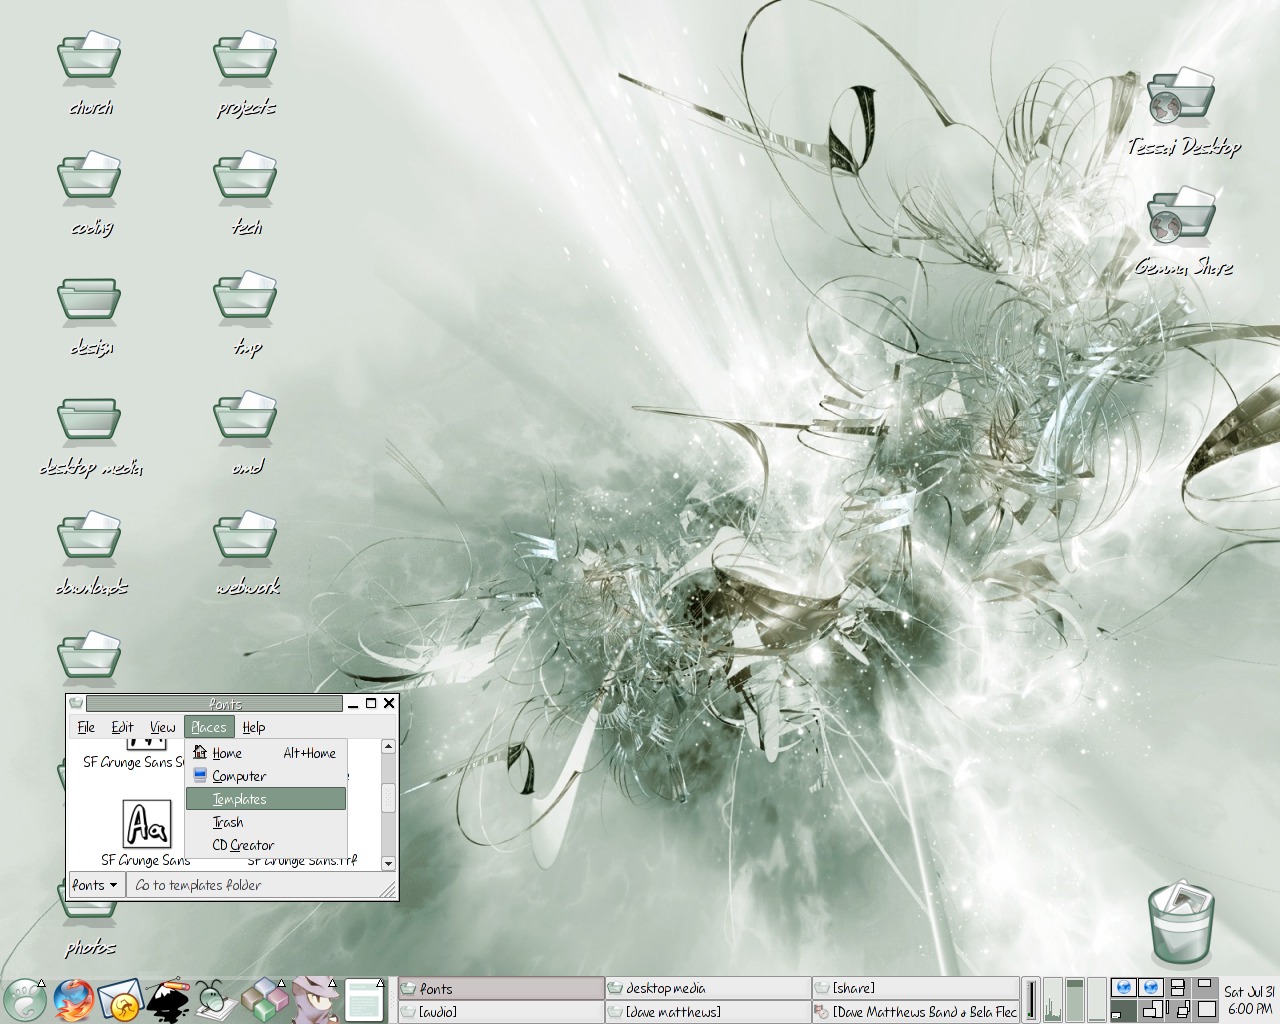 church
projects
Tessai Desktop
coding
tech
Gemma Share
design
tmp
desktop media
omd
downloads
webwork
fonts
File Edit View Places Help
SF Grunge Sans S
Home Alt+Home
Computer
Templates
Trash
CD Creator
Aa
SF Grunge Sans
SF Grunge Sans.ttf
fonts
Go to templates folder
photos
fonts
desktop media
[share]
[audio]
[dave matthews]
[Dave Matthews Band & Bela Flec
Sat Jul 31
6:00 PM